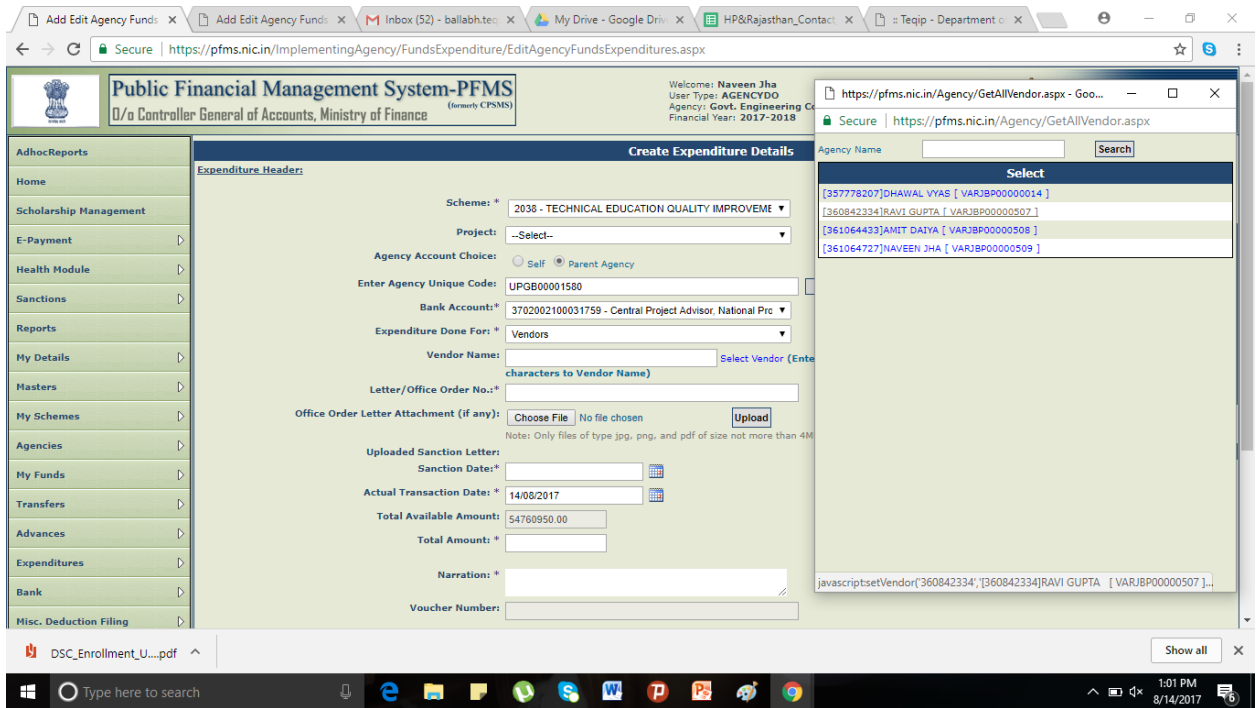 Add Edit Agency Funds
Add Edit Agency Funds
Inbox (52) - ballabh.teq
My Drive - Google Driv
HP&Rajasthan_Contact
:: Teqip - Department o
Secure
https://pfms.nic.in/ImplementingAgency/FundsExpenditure/EditAgencyFundsExpenditures.aspx
Public Financial Management System-PFMS
(formerly CPSMS)
O/o Controller General of Accounts, Ministry of Finance
Welcome: Naveen Jha
User Type: AGENCYDO
Agency: Govt. Engineering Co
Financial Year: 2017-2018
AdhocReports
Home
Scholarship Management
E-Payment
Health Module
Sanctions
Reports
My Details
Masters
My Schemes
Agencies
My Funds
Transfers
Advances
Expenditures
Bank
Misc. Deduction Filing
Create Expenditure Details
Expenditure Header:
Scheme: * 2038 - TECHNICAL EDUCATION QUALITY IMPROVEME
Project: --Select--
Agency Account Choice: Self Parent Agency
Enter Agency Unique Code: UPGB00001580
Bank Account:* 3702002100031759 - Central Project Advisor, National Pro
Expenditure Done For: * Vendors
Vendor Name: Select Vendor (Ente
characters to Vendor Name)
Letter/Office Order No.:*
Office Order Letter Attachment (if any): Choose File No file chosen Upload
Note: Only files of type jpg, png, and pdf of size not more than 4M
Uploaded Sanction Letter:
Sanction Date:*
Actual Transaction Date: * 14/08/2017
Total Available Amount: 54760950.00
Total Amount: *
Narration: *
Voucher Number:
https://pfms.nic.in/Agency/GetAllVendor.aspx - Goo...
Secure https://pfms.nic.in/Agency/GetAllVendor.aspx
Agency Name Search
Select
[357778207]DHAWAL VYAS [ VARJBP00000014 ]
[360842334]RAVI GUPTA [ VARJBP00000507 ]
[361064433]AMIT DAIYA [ VARJBP00000508 ]
[361064727]NAVEEN JHA [ VARJBP00000509 ]
javascript:setVendor('360842334','[360842334]RAVI GUPTA [ VARJBP00000507 ]...
DSC_Enrollment_U....pdf
Show all
Type here to search
1:01 PM
8/14/2017
6